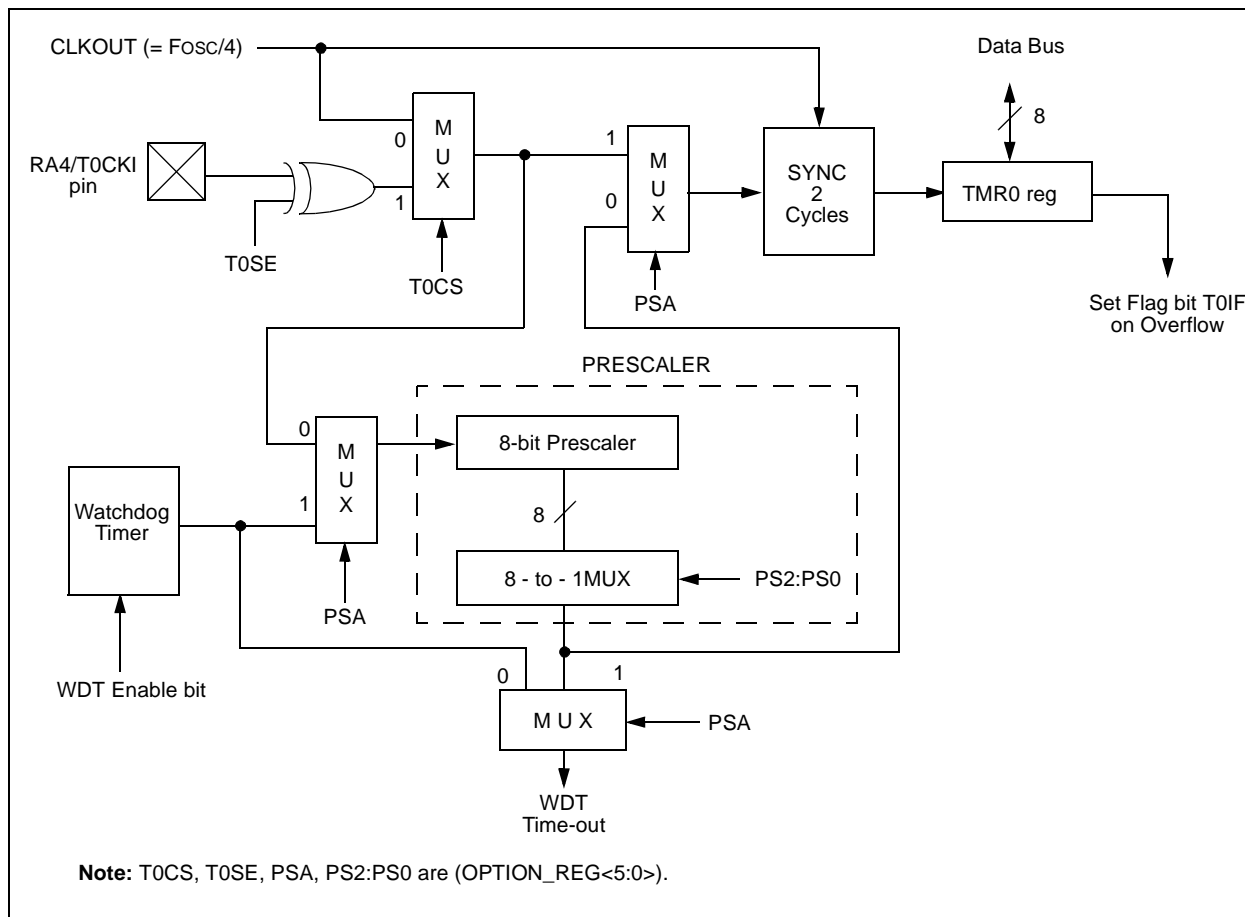 CLKOUT (= FOSC/4)
Data Bus
8
M
U
X
0
1
RA4/T0CKI
pin
T0SE
T0CS
1
0
M
U
X
PSA
SYNC
2
Cycles
TMR0 reg
Set Flag bit T0IF
on Overflow
PRESCALER
0
1
M
U
X
PSA
8-bit Prescaler
8
8 - to - 1MUX
PS2:PS0
Watchdog
Timer
WDT Enable bit
0
1
M U X
PSA
WDT
Time-out
Note: T0CS, T0SE, PSA, PS2:PS0 are (OPTION_REG<5:0>).